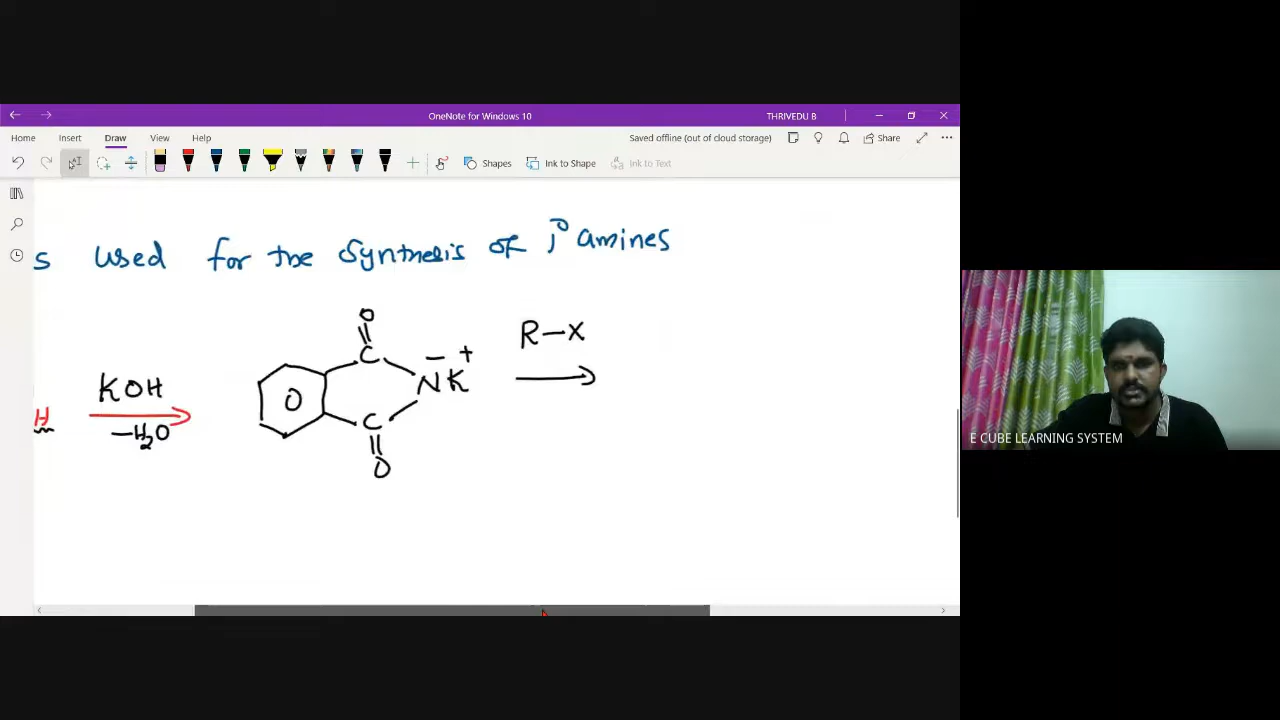 OneNote for Windows 10
THRIVEDU B
Home Insert Draw View Help
Saved offline (out of cloud storage)
Share
Shapes
Ink to Shape
Ink to Text
s used for the Synthesis of 1° amines
O
C
R-X
- +
N K
KOH
H
-H2O
O
C
O
E CUBE LEARNING SYSTEM